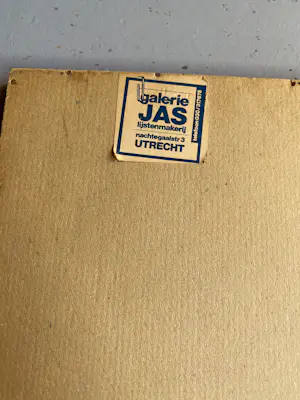 galerie
JAS
lijstenmakerij
nachtegaalstr 3
UTRECHT